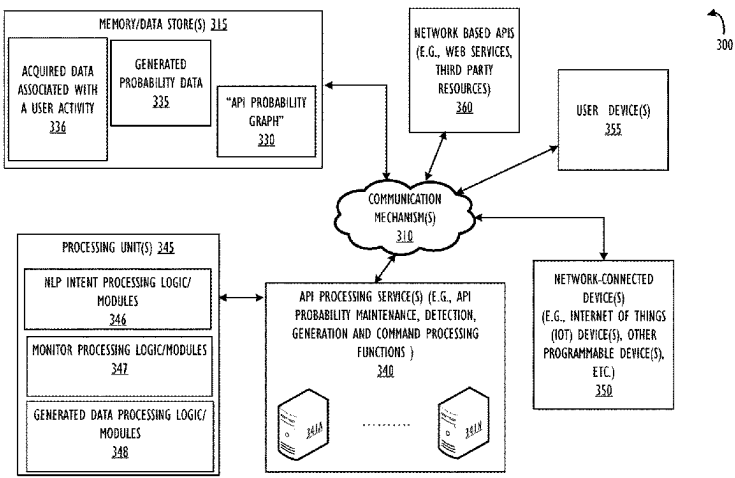 MEMORY/DATA STORE(S) 315
ACQUIRED DATA
ASSOCIATED WITH
A USER ACTIVITY
336
GENERATED
PROBABILITY DATA
335
"API PROBABILITY
GRAPH"
330
NETWORK BASED APIS
(E.G., WEB SERVICES,
THIRD PARTY
RESOURCES)
360
300
USER DEVICE(S)
355
COMMUNICATION
MECHANISM(S)
310
PROCESSING UNIT(S) 345
NLP INTENT PROCESSING LOGIC/
MODULES
346
MONITOR PROCESSING LOGIC/MODULES
347
GENERATED DATA PROCESSING LOGIC/
MODULES
348
API PROCESSING SERVICE(S) (E.G., API
PROBABILITY MAINTENANCE, DETECTION,
GENERATION AND COMMAND PROCESSING
FUNCTIONS )
340
341A
..........
341N
NETWORK-CONNECTED
DEVICE(S)
(E.G., INTERNET OF THINGS
(IOT) DEVICE(S), OTHER
PROGRAMMABLE DEVICE(S),
ETC.)
350